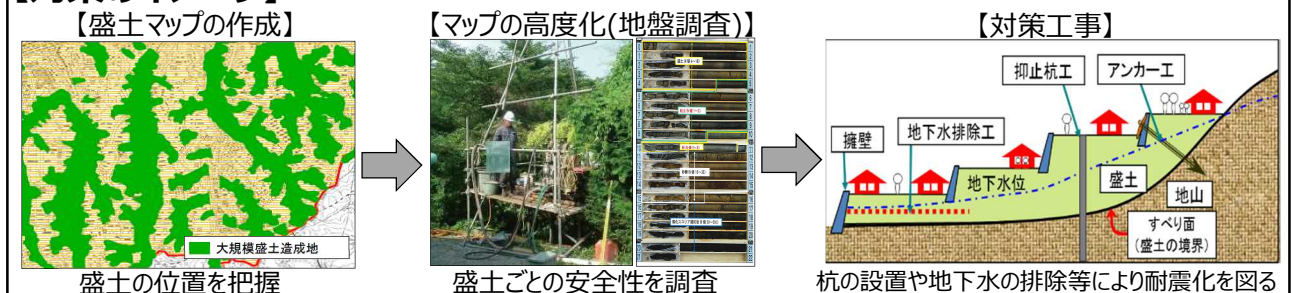 【盛土マップの作成】
【マップの高度化(地盤調査)】
【対策工事】
大規模盛土造成地
抑止杭工
アンカー工
擁壁
地下水排除工
地下水位
盛土
地山
すべり面
(盛土の境界)
盛土の位置を把握
盛土ごとの安全性を調査
杭の設置や地下水の排除等により耐震化を図る